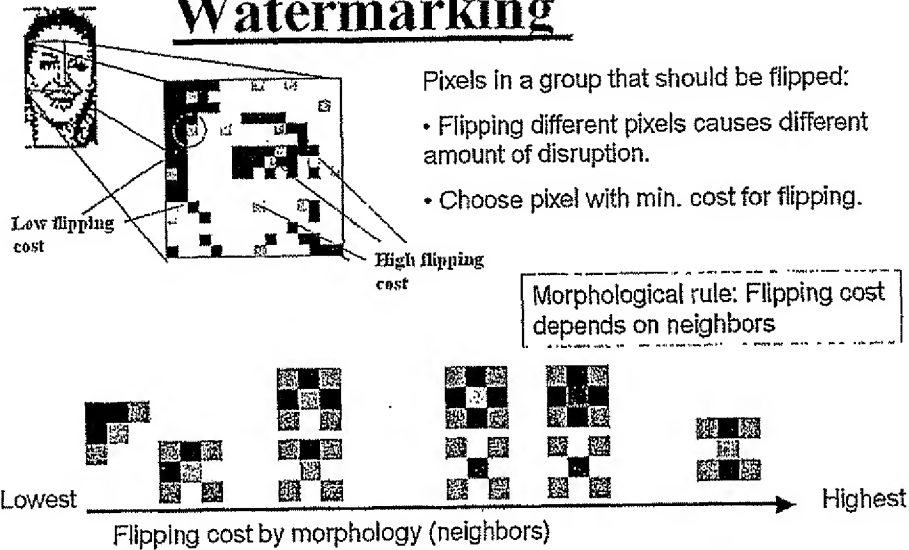 Watermarking
Pixels in a group that should be flipped:
• Flipping different pixels causes different
amount of disruption.
• Choose pixel with min. cost for flipping.
Low flipping
cost
High flipping
cost
Morphological rule: Flipping cost
depends on neighbors
Lowest
Highest
Flipping cost by morphology (neighbors)